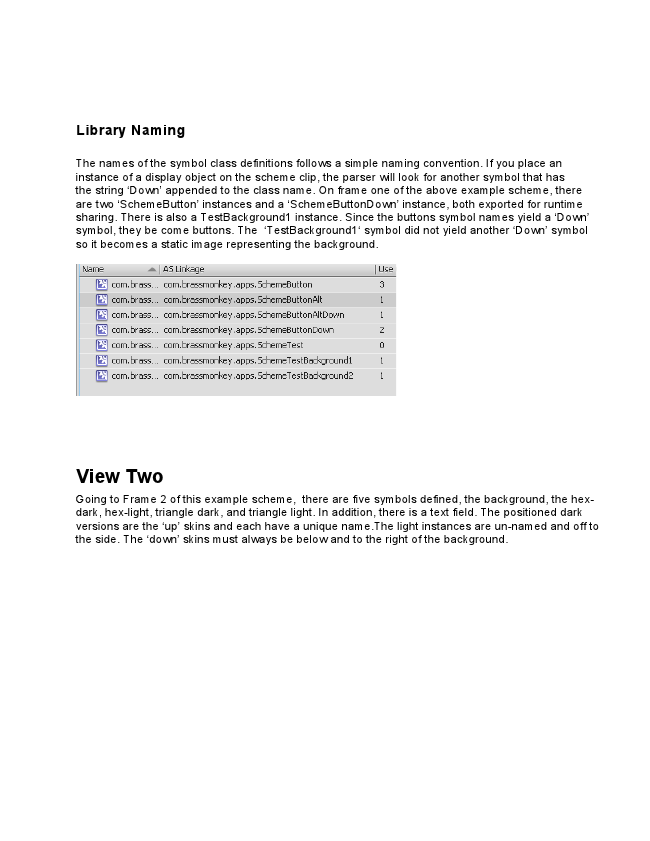 Library Naming
The names of the symbol class definitions follows a simple naming convention. If you place an
instance of a display object on the scheme clip, the parser will look for another symbol that has
the string ‘Down’ appended to the class name. On frame one of the above example scheme, there
are two ‘SchemeButton’ instances and a ‘SchemeButtonDown’ instance, both exported for runtime
sharing. There is also a TestBackground1 instance. Since the buttons symbol names yield a ‘Down’
symbol, they be come buttons. The ‘TestBackground1‘ symbol did not yield another ‘Down’ symbol
so it becomes a static image representing the background.
Name AS Linkage Use
com.brass... com.brassmonkey.apps.SchemeButton 3
com.brass... com.brassmonkey.apps.SchemeButtonAlt 1
com.brass... com.brassmonkey.apps.SchemeButtonAltDown 1
com.brass... com.brassmonkey.apps.SchemeButtonDown 2
com.brass... com.brassmonkey.apps.SchemeTest 0
com.brass... com.brassmonkey.apps.SchemeTestBackground1 1
com.brass... com.brassmonkey.apps.SchemeTestBackground2 1
View Two
Going to Frame 2 of this example scheme, there are five symbols defined, the background, the hex-
dark, hex-light, triangle dark, and triangle light. In addition, there is a text field. The positioned dark
versions are the ‘up’ skins and each have a unique name.The light instances are un-named and off to
the side. The ‘down’ skins must always be below and to the right of the background.